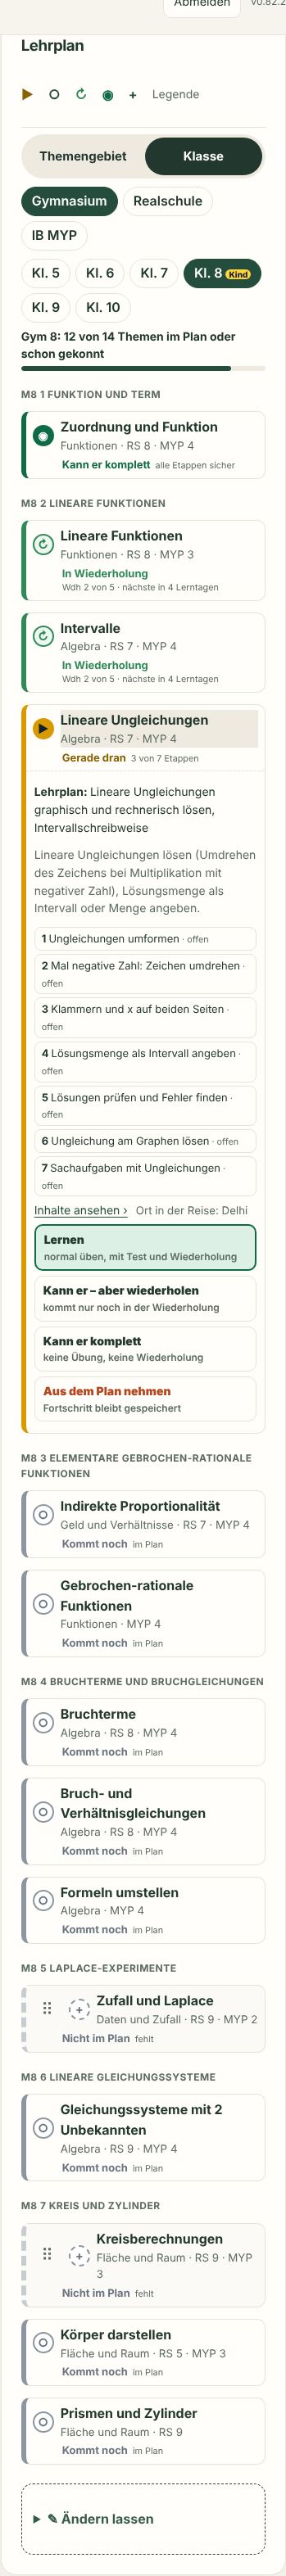 Abmelden v0.82.2
Lehrplan
Legende
Themengebiet Klasse
Gymnasium Realschule
IB MYP
Kl. 5 Kl. 6 Kl. 7 Kl. 8 Kind
Kl. 9 Kl. 10
Gym 8: 12 von 14 Themen im Plan oder
schon gekonnt
M8 1 FUNKTION UND TERM
Zuordnung und Funktion
Funktionen · RS 8 · MYP 4
Kann er komplett alle Etappen sicher
M8 2 LINEARE FUNKTIONEN
Lineare Funktionen
Funktionen · RS 8 · MYP 3
In Wiederholung
Wdh 2 von 5 · nächste in 4 Lerntagen
Intervalle
Algebra · RS 7 · MYP 4
In Wiederholung
Wdh 2 von 5 · nächste in 4 Lerntagen
Lineare Ungleichungen
Algebra · RS 7 · MYP 4
Gerade dran 3 von 7 Etappen
Lehrplan: Lineare Ungleichungen
graphisch und rechnerisch lösen,
Intervallschreibweise
Lineare Ungleichungen lösen (Umdrehen
des Zeichens bei Multiplikation mit
negativer Zahl), Lösungsmenge als
Intervall oder Menge angeben.
1 Ungleichungen umformen · offen
2 Mal negative Zahl: Zeichen umdrehen ·
offen
3 Klammern und x auf beiden Seiten ·
offen
4 Lösungsmenge als Intervall angeben ·
offen
5 Lösungen prüfen und Fehler finden ·
offen
6 Ungleichung am Graphen lösen · offen
7 Sachaufgaben mit Ungleichungen ·
offen
Inhalte ansehen › Ort in der Reise: Delhi
Lernen
normal üben, mit Test und Wiederholung
Kann er – aber wiederholen
kommt nur noch in der Wiederholung
Kann er komplett
keine Übung, keine Wiederholung
Aus dem Plan nehmen
Fortschritt bleibt gespeichert
M8 3 ELEMENTARE GEBROCHEN-RATIONALE
FUNKTIONEN
Indirekte Proportionalität
Geld und Verhältnisse · RS 7 · MYP 4
Kommt noch im Plan
Gebrochen-rationale
Funktionen
Funktionen · MYP 4
Kommt noch im Plan
M8 4 BRUCHTERME UND BRUCHGLEICHUNGEN
Bruchterme
Algebra · RS 8 · MYP 4
Kommt noch im Plan
Bruch- und
Verhältnisgleichungen
Algebra · RS 8 · MYP 4
Kommt noch im Plan
Formeln umstellen
Algebra · MYP 4
Kommt noch im Plan
M8 5 LAPLACE-EXPERIMENTE
Zufall und Laplace
Daten und Zufall · RS 9 · MYP 2
Nicht im Plan fehlt
M8 6 LINEARE GLEICHUNGSSYSTEME
Gleichungssysteme mit 2
Unbekannten
Algebra · RS 9 · MYP 4
Kommt noch im Plan
M8 7 KREIS UND ZYLINDER
Kreisberechnungen
Fläche und Raum · RS 9 · MYP
3
Nicht im Plan fehlt
Körper darstellen
Fläche und Raum · RS 5 · MYP 3
Kommt noch im Plan
Prismen und Zylinder
Fläche und Raum · RS 9
Kommt noch im Plan
▶ ✎ Ändern lassen